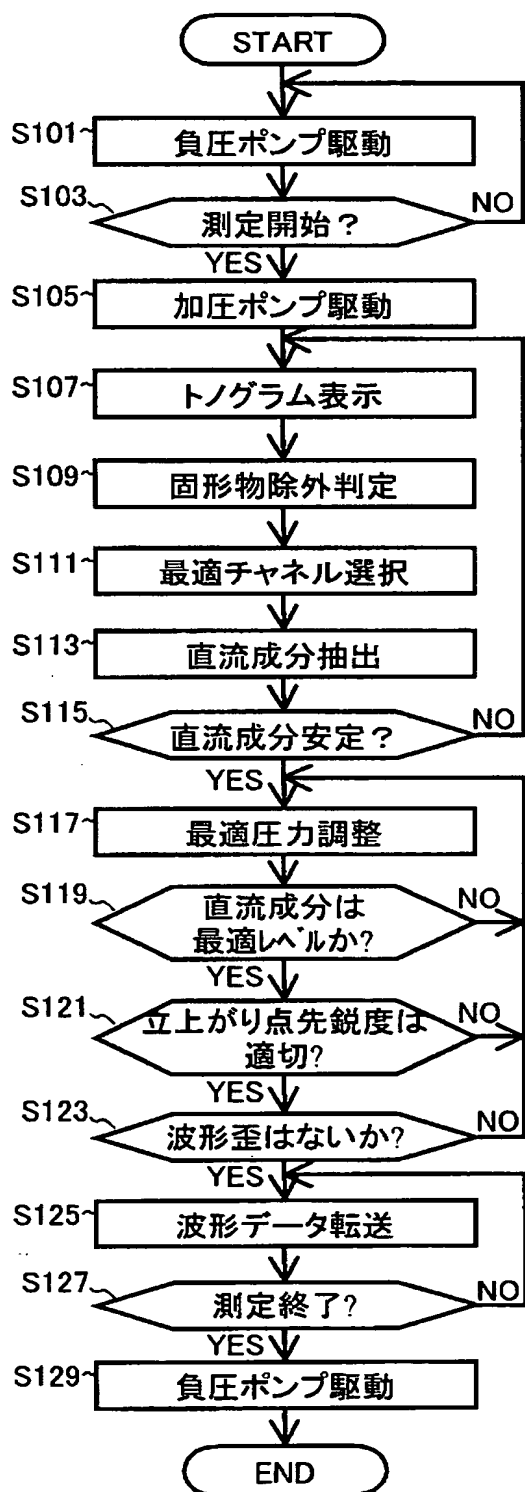 START
S101
負圧ポンプ駆動
S103
測定開始?
NO
YES
S105
加圧ポンプ駆動
S107
トノグラム表示
S109
固形物除外判定
S111
最適チャネル選択
S113
直流成分抽出
S115
直流成分安定?
NO
YES
S117
最適圧力調整
S119
直流成分は
最適レベルか?
NO
YES
S121
立上がり点先鋭度は
適切?
NO
YES
S123
波形歪はないか?
NO
YES
S125
波形データ転送
S127
測定終了?
NO
YES
S129
負圧ポンプ駆動
END